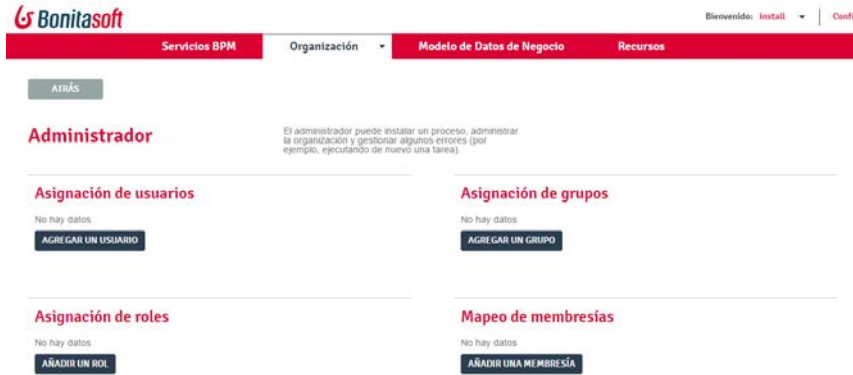 Bonitasoft
Bienvenido: install
Servicios BPM Organización Modelo de Datos de Negocio Recursos
ATRÁS
Administrador
El administrador puede instalar un proceso, administrar
la organización y gestionar algunos errores (por
ejemplo, ejecutando de nuevo una tarea).
Asignación de usuarios
No hay datos
AGREGAR UN USUARIO
Asignación de grupos
No hay datos
AGREGAR UN GRUPO
Asignación de roles
No hay datos
AÑADIR UN ROL
Mapeo de membresías
No hay datos
AÑADIR UNA MEMBRESÍA